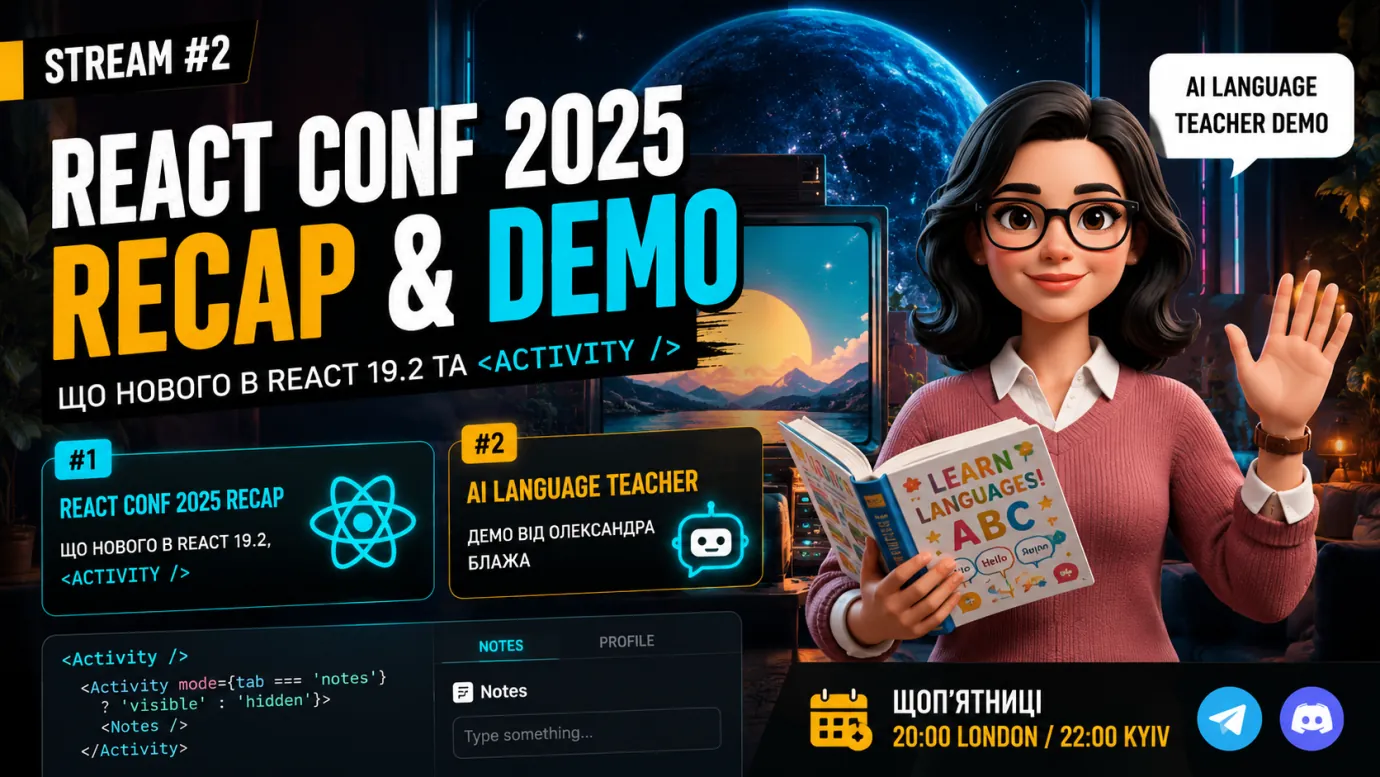 STREAM #2
REACT CONF 2025
RECAP & DEMO
ЩО НОВОГО В REACT 19.2 ТА <ACTIVITY />
AI LANGUAGE
TEACHER DEMO
#1
REACT CONF 2025 RECAP
ЩО НОВОГО В REACT 19.2,
<ACTIVITY />
#2
AI LANGUAGE TEACHER
ДЕМО ВІД ОЛЕКСАНДРА
БЛАЖА
LEARN
LANGUAGES!
ABC
Hello
<Activity />
<Activity mode={tab === 'notes'}
? 'visible' : 'hidden'}>
<Notes />
</Activity>
NOTES
PROFILE
Notes
Type something...
ЩОП'ЯТНИЦІ
20:00 LONDON / 22:00 KYIV